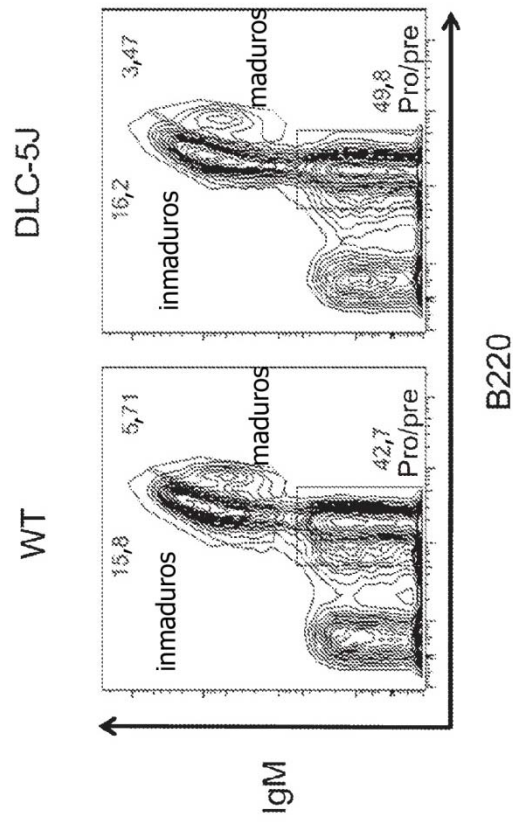 WT
DLC-5J
15,8
5,71
inmaduros
maduros
42,7
Pro/pre
16,2
3,47
inmaduros
maduros
49,8
Pro/pre
IgM
B220